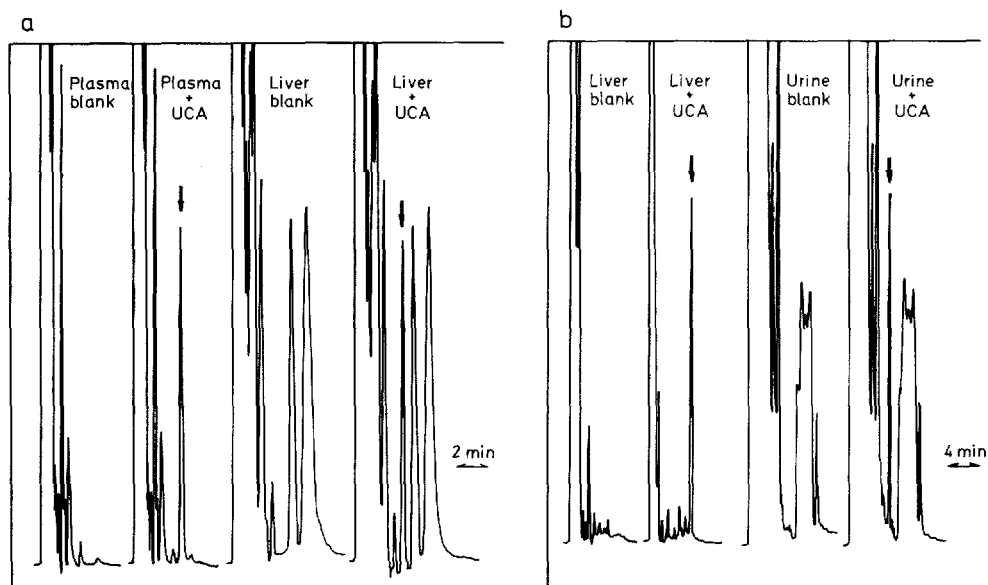 a
Plasma
blank
Plasma
+
UCA
Liver
blank
Liver
+
UCA
2 min
b
Liver
blank
Liver
+
UCA
Urine
blank
Urine
+
UCA
4 min